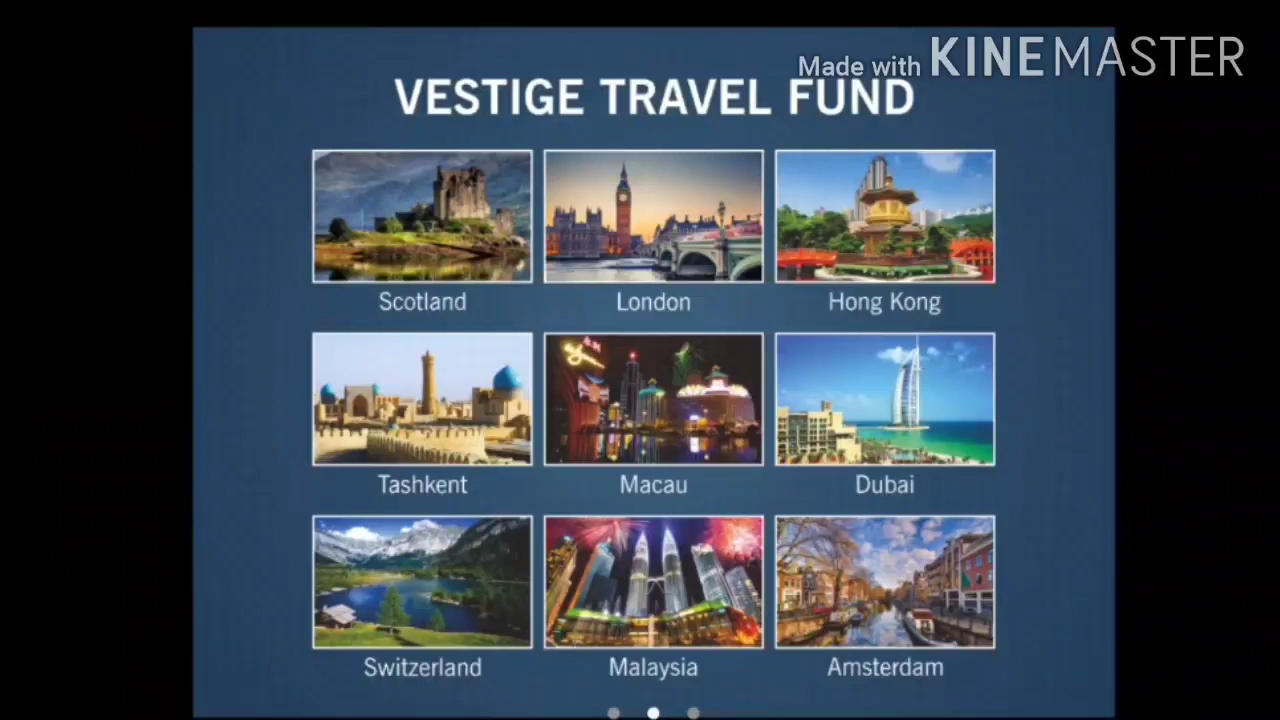 Made with KINEMASTER
VESTIGE TRAVEL FUND
Scotland London Hong Kong
Tashkent Macau Dubai
Switzerland Malaysia Amsterdam